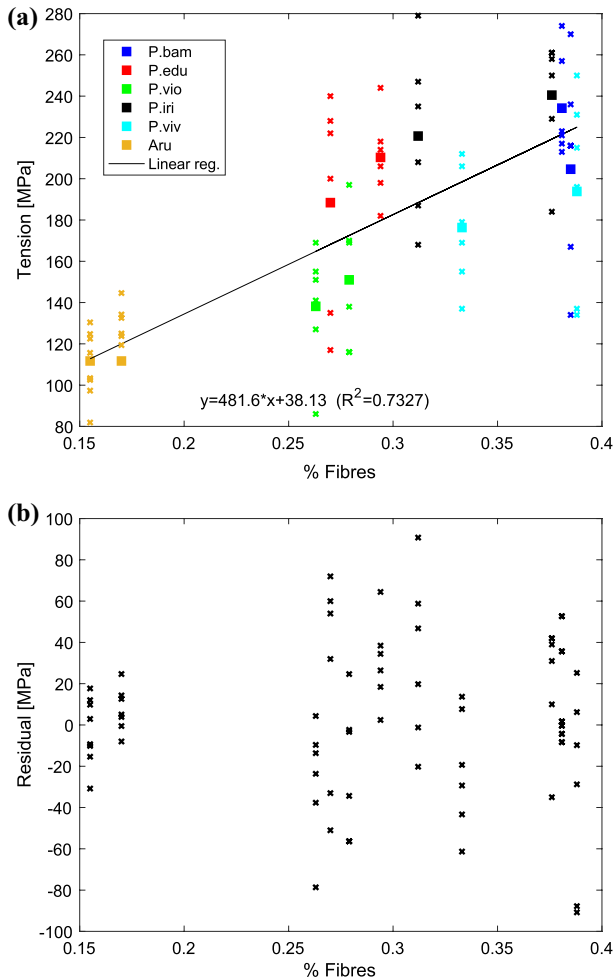 (a)
280
260
240
220
200
180
160
140
120
100
80
Tension [MPa]
P.bam
P.edu
P.vio
P.iri
P.viv
Aru
Linear reg.
y=481.6*x+38.13 (R²=0.7327)
0.15 0.2 0.25 0.3 0.35 0.4
% Fibres
(b)
100
80
60
40
20
0
-20
-40
-60
-80
-100
Residual [MPa]
0.15 0.2 0.25 0.3 0.35 0.4
% Fibres